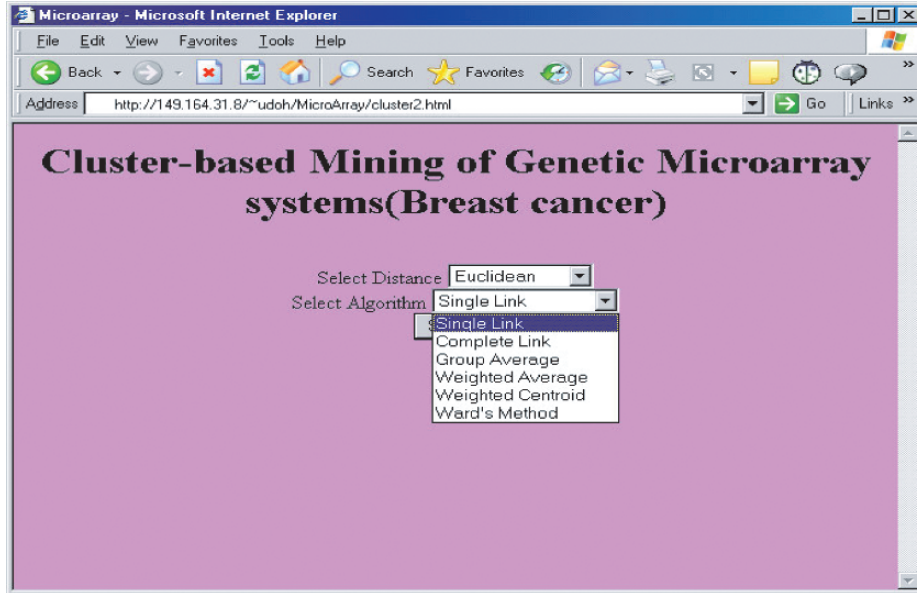 Microarray - Microsoft Internet Explorer
File Edit View Favorites Tools Help
Back Search Favorites »
Address http://149.164.31.8/~udoh/MicroArray/cluster2.html Go Links »
Cluster-based Mining of Genetic Microarray
systems(Breast cancer)
Select Distance Euclidean
Select Algorithm Single Link
Single Link
Complete Link
Group Average
Weighted Average
Weighted Centroid
Ward's Method